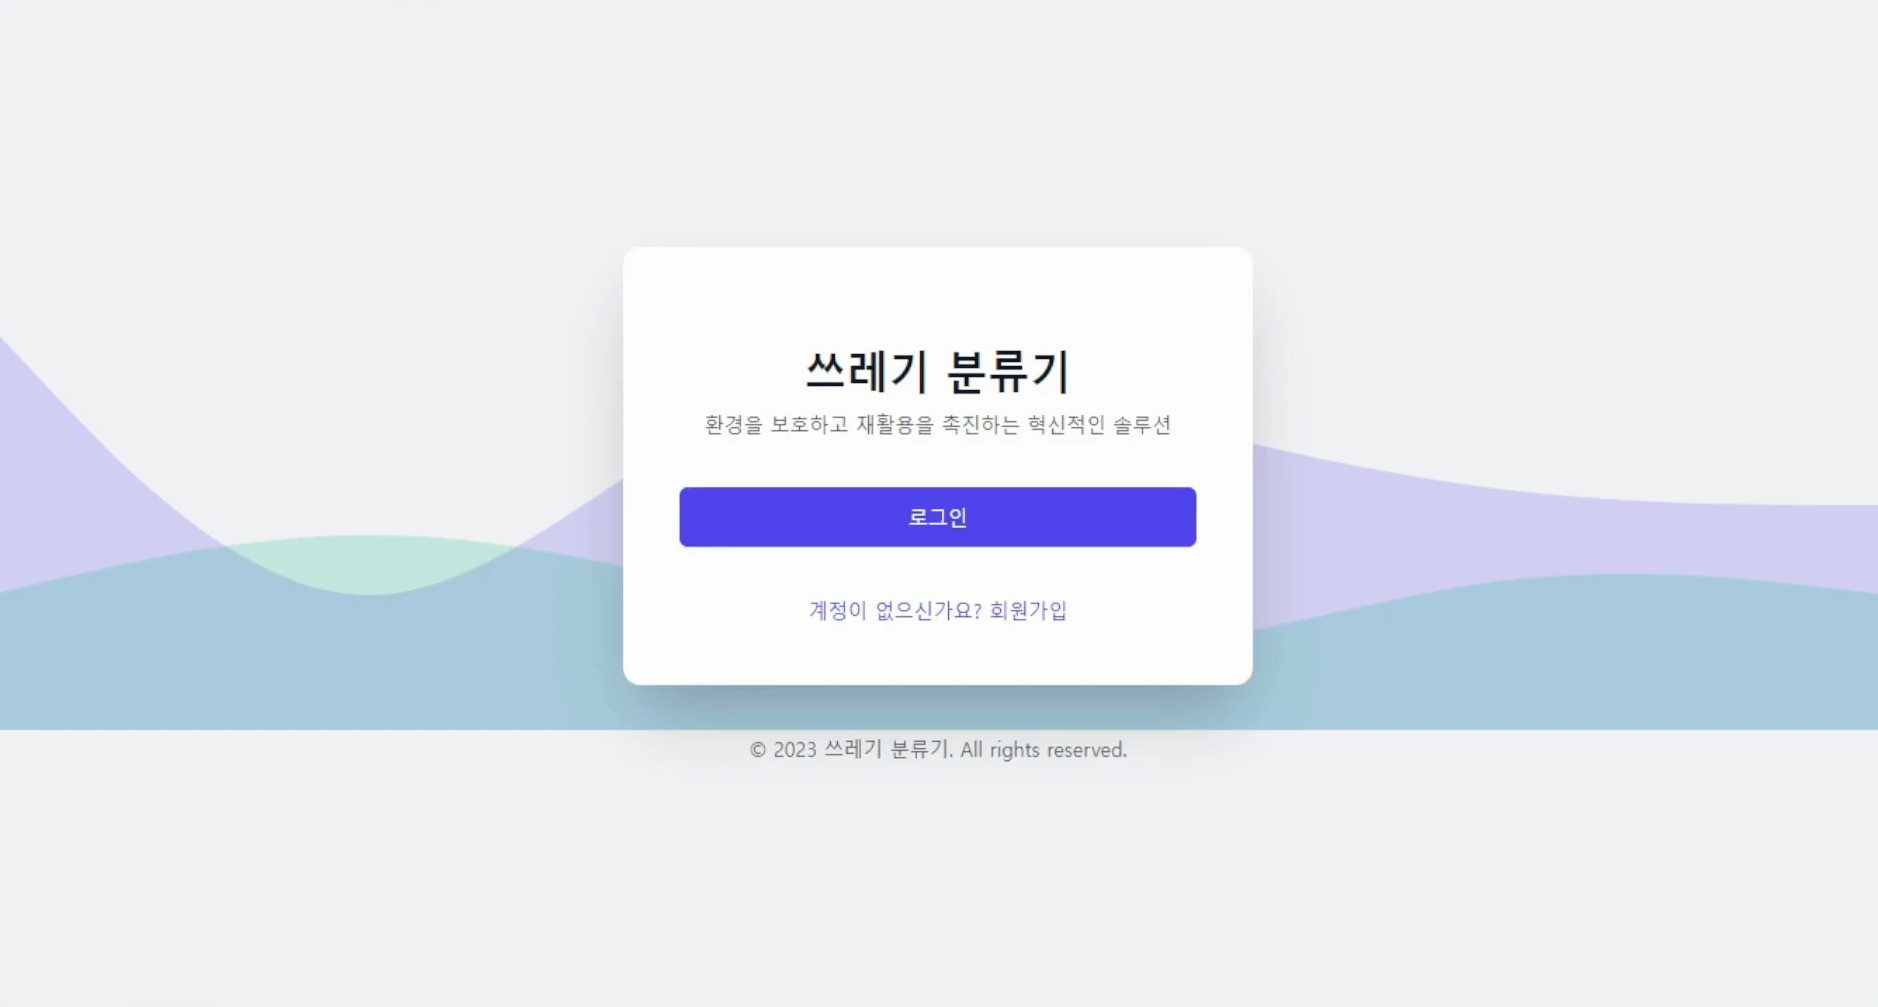 쓰레기 분류기
환경을 보호하고 재활용을 촉진하는 혁신적인 솔루션
로그인
계정이 없으신가요? 회원가입
© 2023 쓰레기 분류기. All rights reserved.